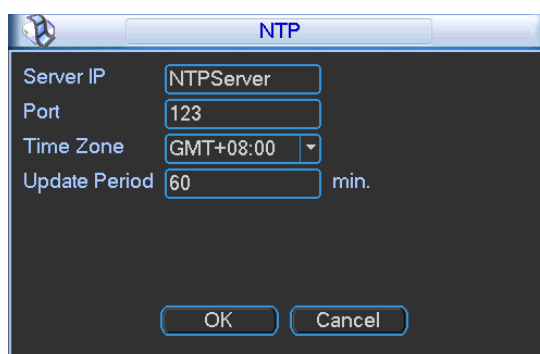 NTP
Server IP NTPServer
Port 123
Time Zone GMT+08:00
Update Period 60 min.
OK Cancel